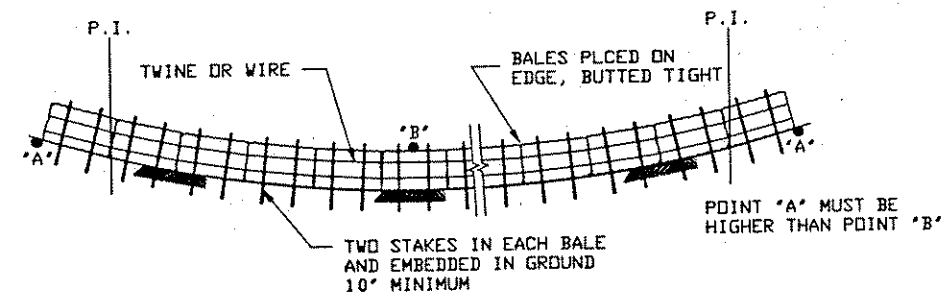 P.I.
P.I.
TWINE OR WIRE
BALES PLCED ON
EDGE, BUTTED TIGHT
"B"
"A"
"A"
POINT "A" MUST BE
HIGHER THAN POINT "B"
TWO STAKES IN EACH BALE
AND EMBEDDED IN GROUND
10" MINIMUM